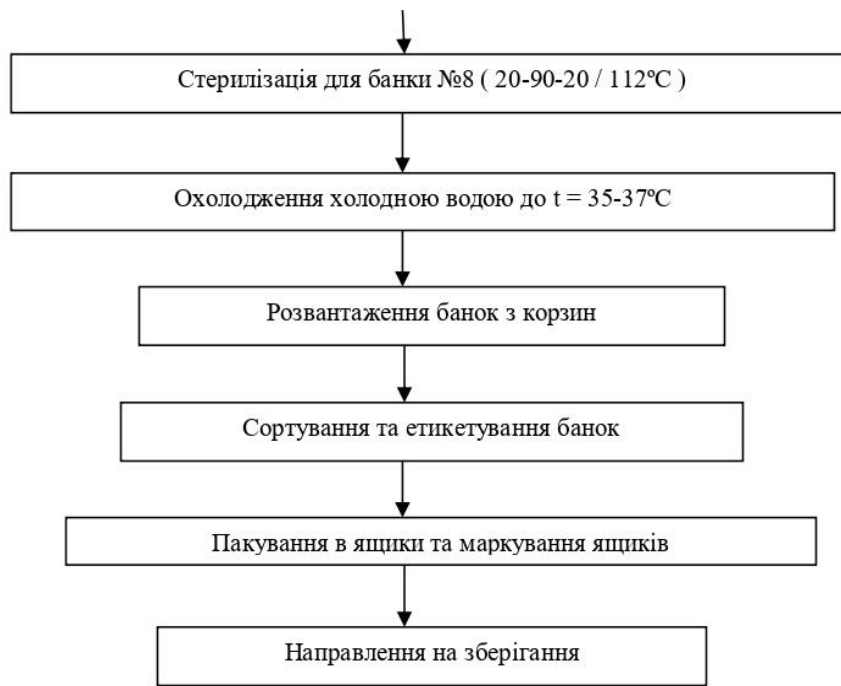 Стерилізація для банки №8 ( 20-90-20 / 112ºС )
Охолодження холодною водою до t = 35-37ºС
Розвантаження банок з корзин
Сортування та етикетування банок
Пакування в ящики та маркування ящиків
Направлення на зберігання